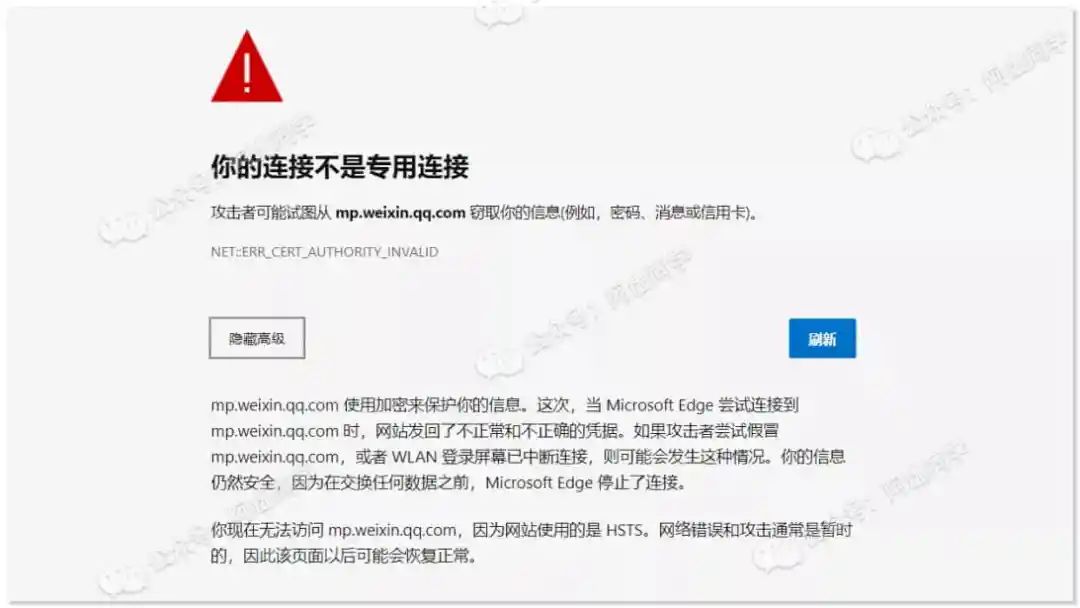 你的连接不是专用连接
攻击者可能试图从 mp.weixin.qq.com 窃取你的信息(例如，密码、消息或信用卡)。
NET::ERR_CERT_AUTHORITY_INVALID
隐藏高级
刷新
mp.weixin.qq.com 使用加密来保护你的信息。这次，当 Microsoft Edge 尝试连接到
mp.weixin.qq.com 时，网站发回了不正常和不正确的凭据。如果攻击者尝试假冒
mp.weixin.qq.com，或者 WLAN 登录屏幕已中断连接，则可能会发生这种情况。你的信息
仍然安全，因为在交换任何数据之前，Microsoft Edge 停止了连接。
你现在无法访问 mp.weixin.qq.com，因为网站使用的是 HSTS。网络错误和攻击通常是暂时
的，因此该页面以后可能会恢复正常。